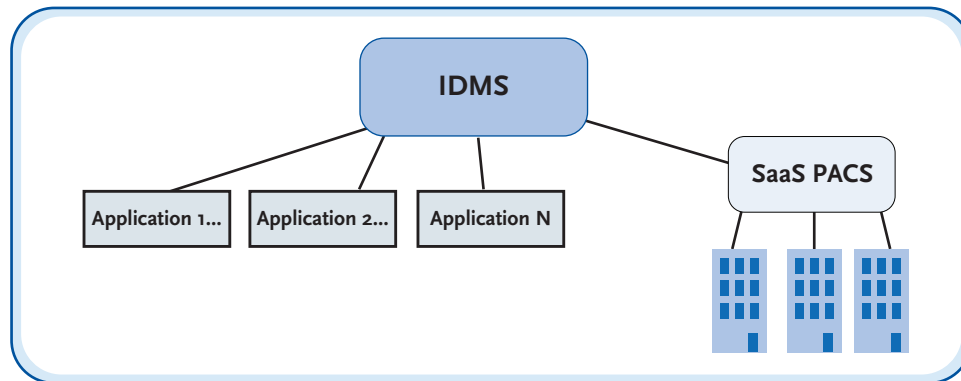 IDMS
SaaS PACS
Application 1...
Application 2...
Application N